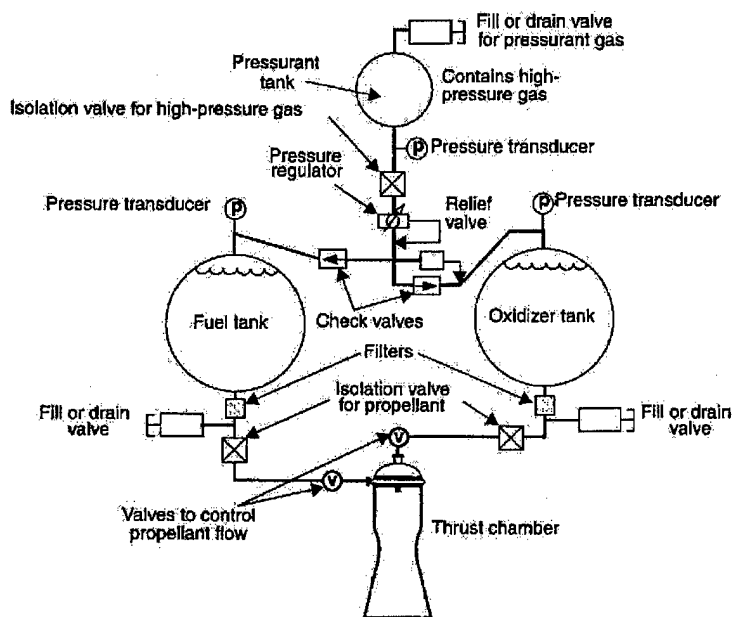 Fill or drain valve
for pressurant gas
Pressurant
tank
Contains high-
pressure gas
Isolation valve for high-pressure gas
P
Pressure transducer
Pressure
regulator
Pressure transducer
P
Relief
valve
P
Pressure transducer
Fuel tank
Check valves
Oxidizer tank
Filters
Fill or drain
valve
Isolation valve
for propellant
Fill or drain
valve
V
V
Valves to control
propellant flow
Thrust chamber